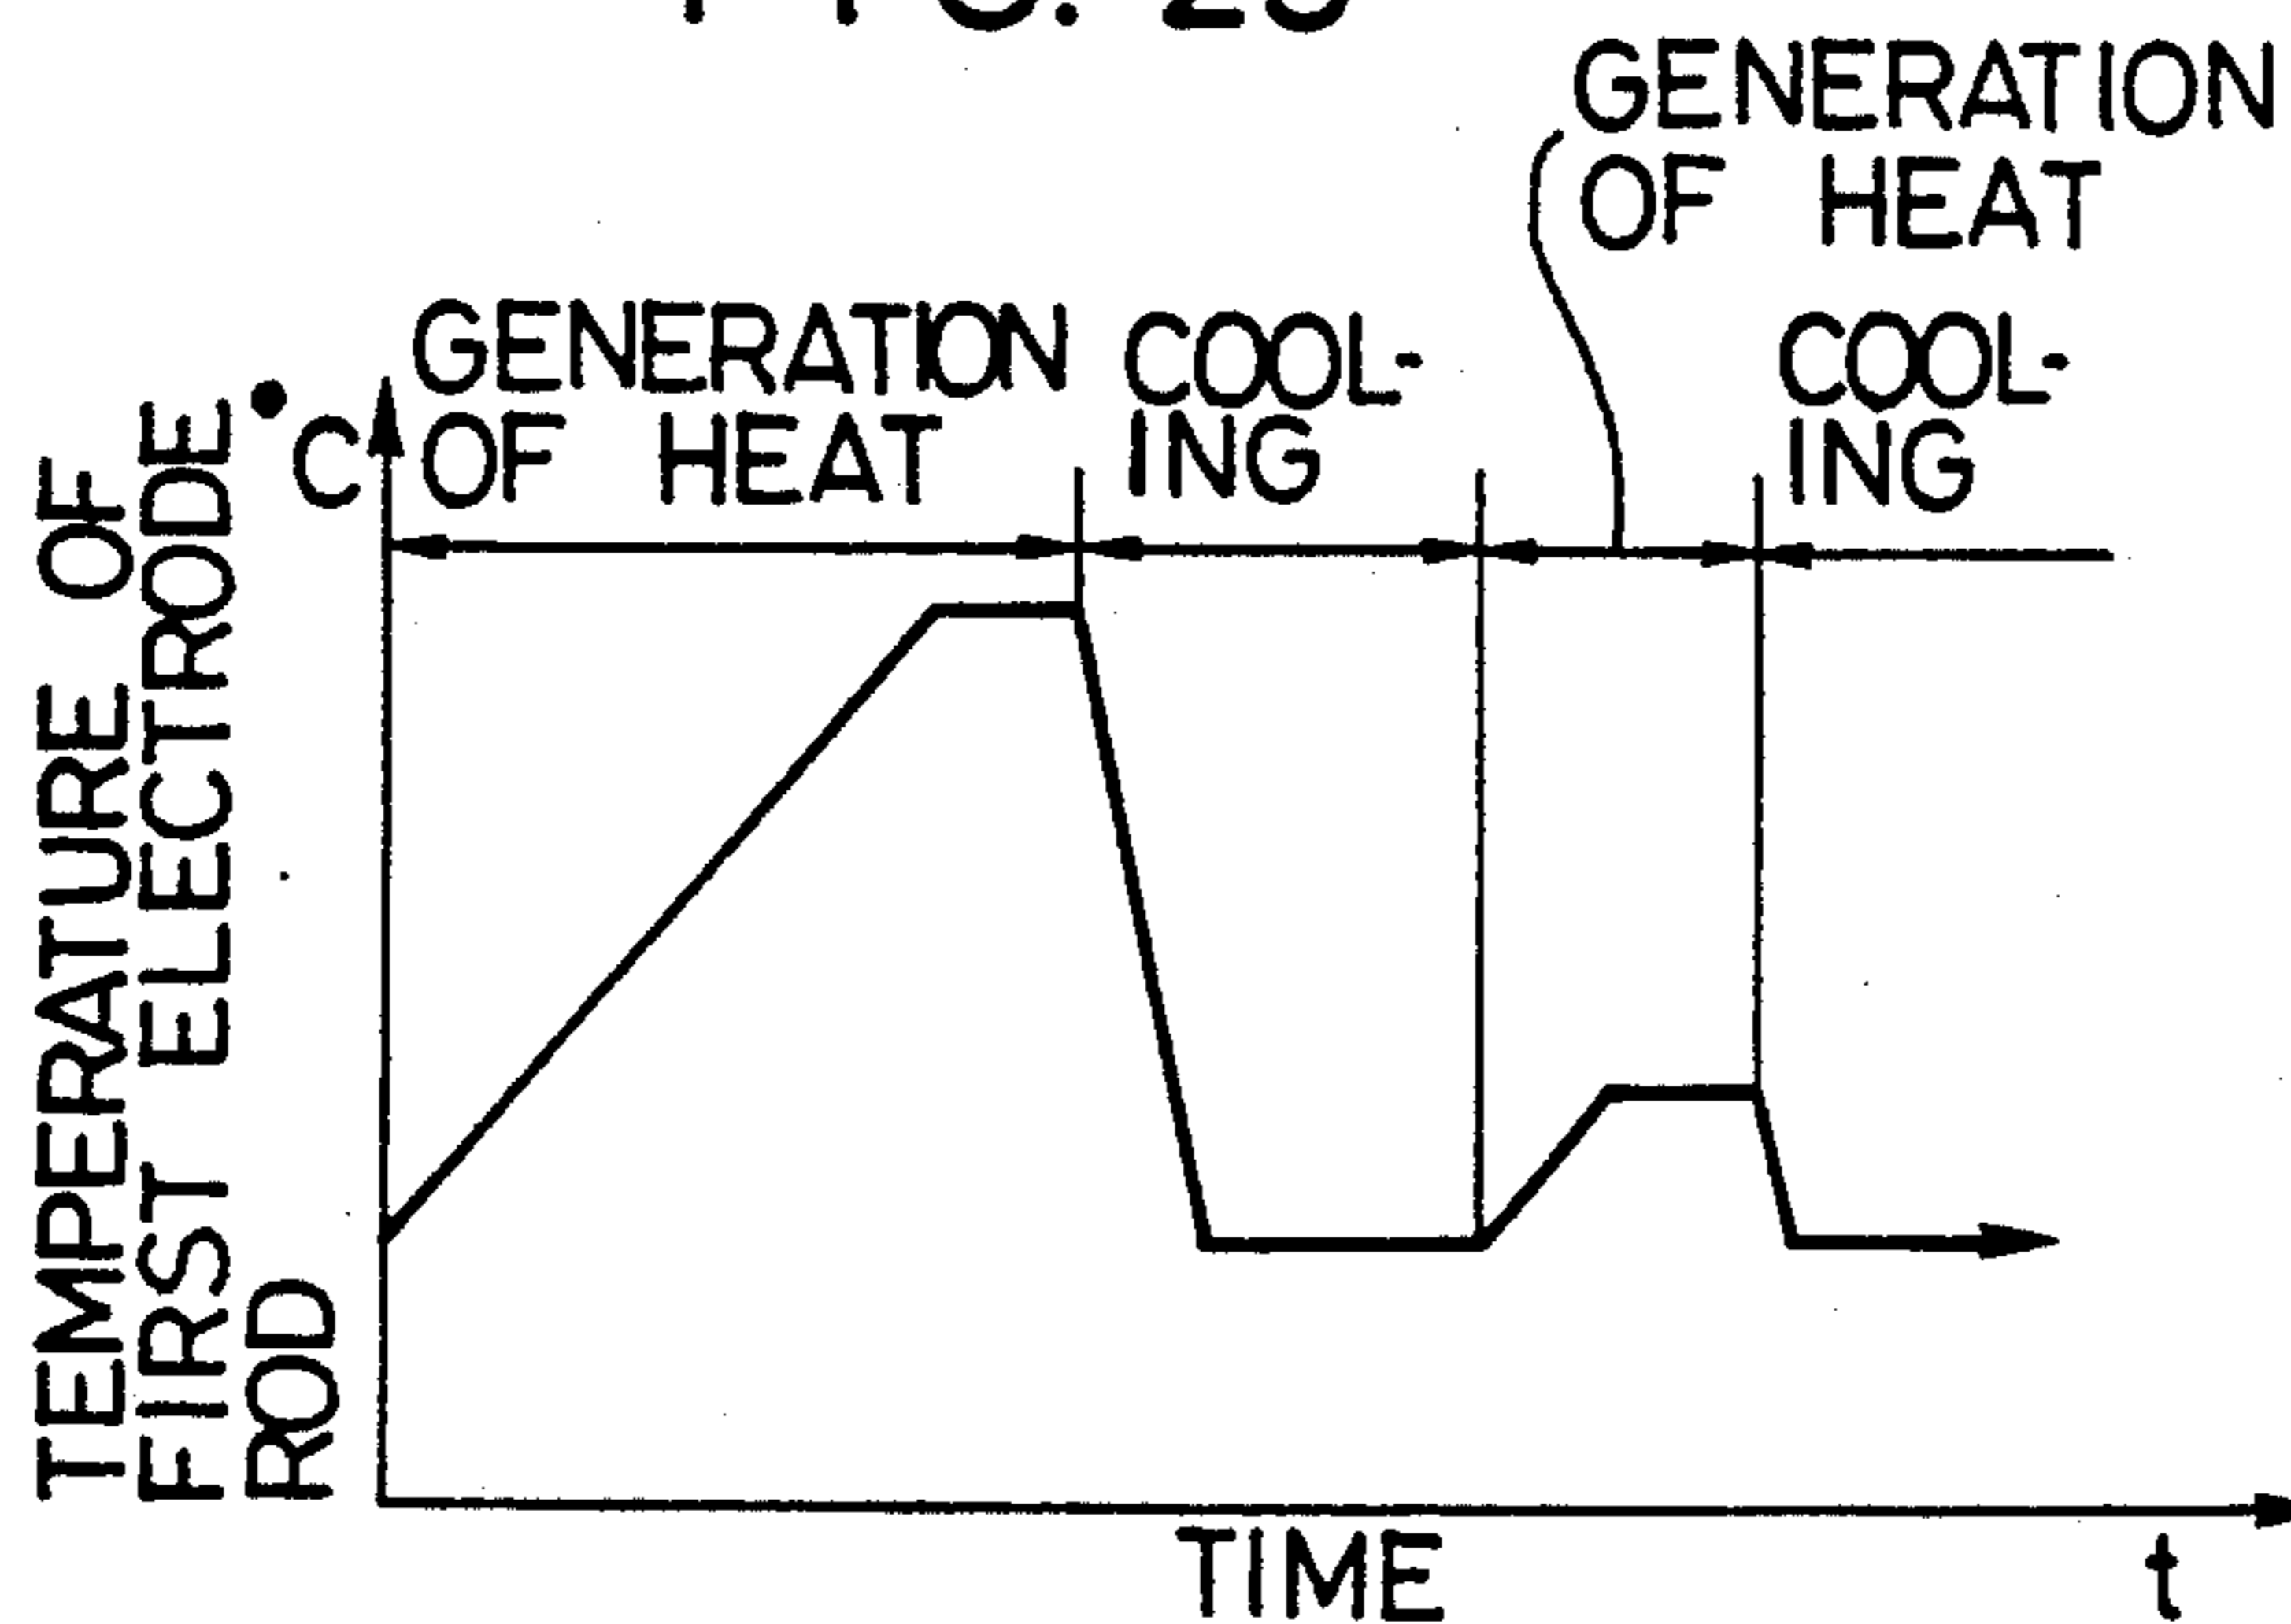 GENERATION
OF HEAT
GENERATION
OF HEAT
COOL-
ING
COOL-
ING
°C
TEMPERATURE OF
FIRST ELECTRODE
ROD
TIME
t